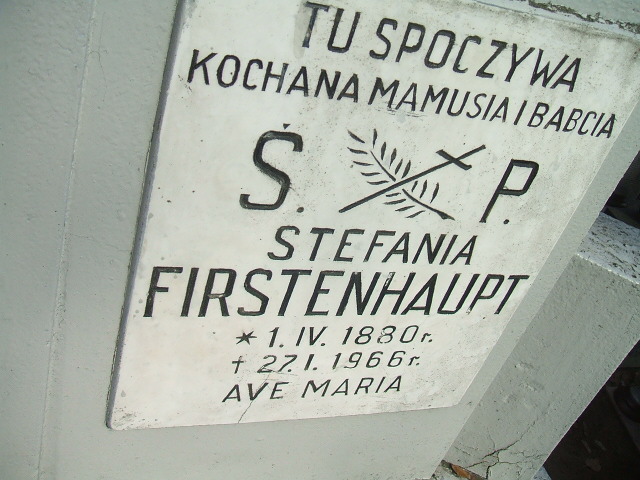 TU SPOCZYWA
KOCHANA MAMUSIA I BABCIA
Ś. P.
STEFANIA
FIRSTENHAUPT
* 1. IV. 1880 r.
† 27. I. 1966 r.
AVE MARIA